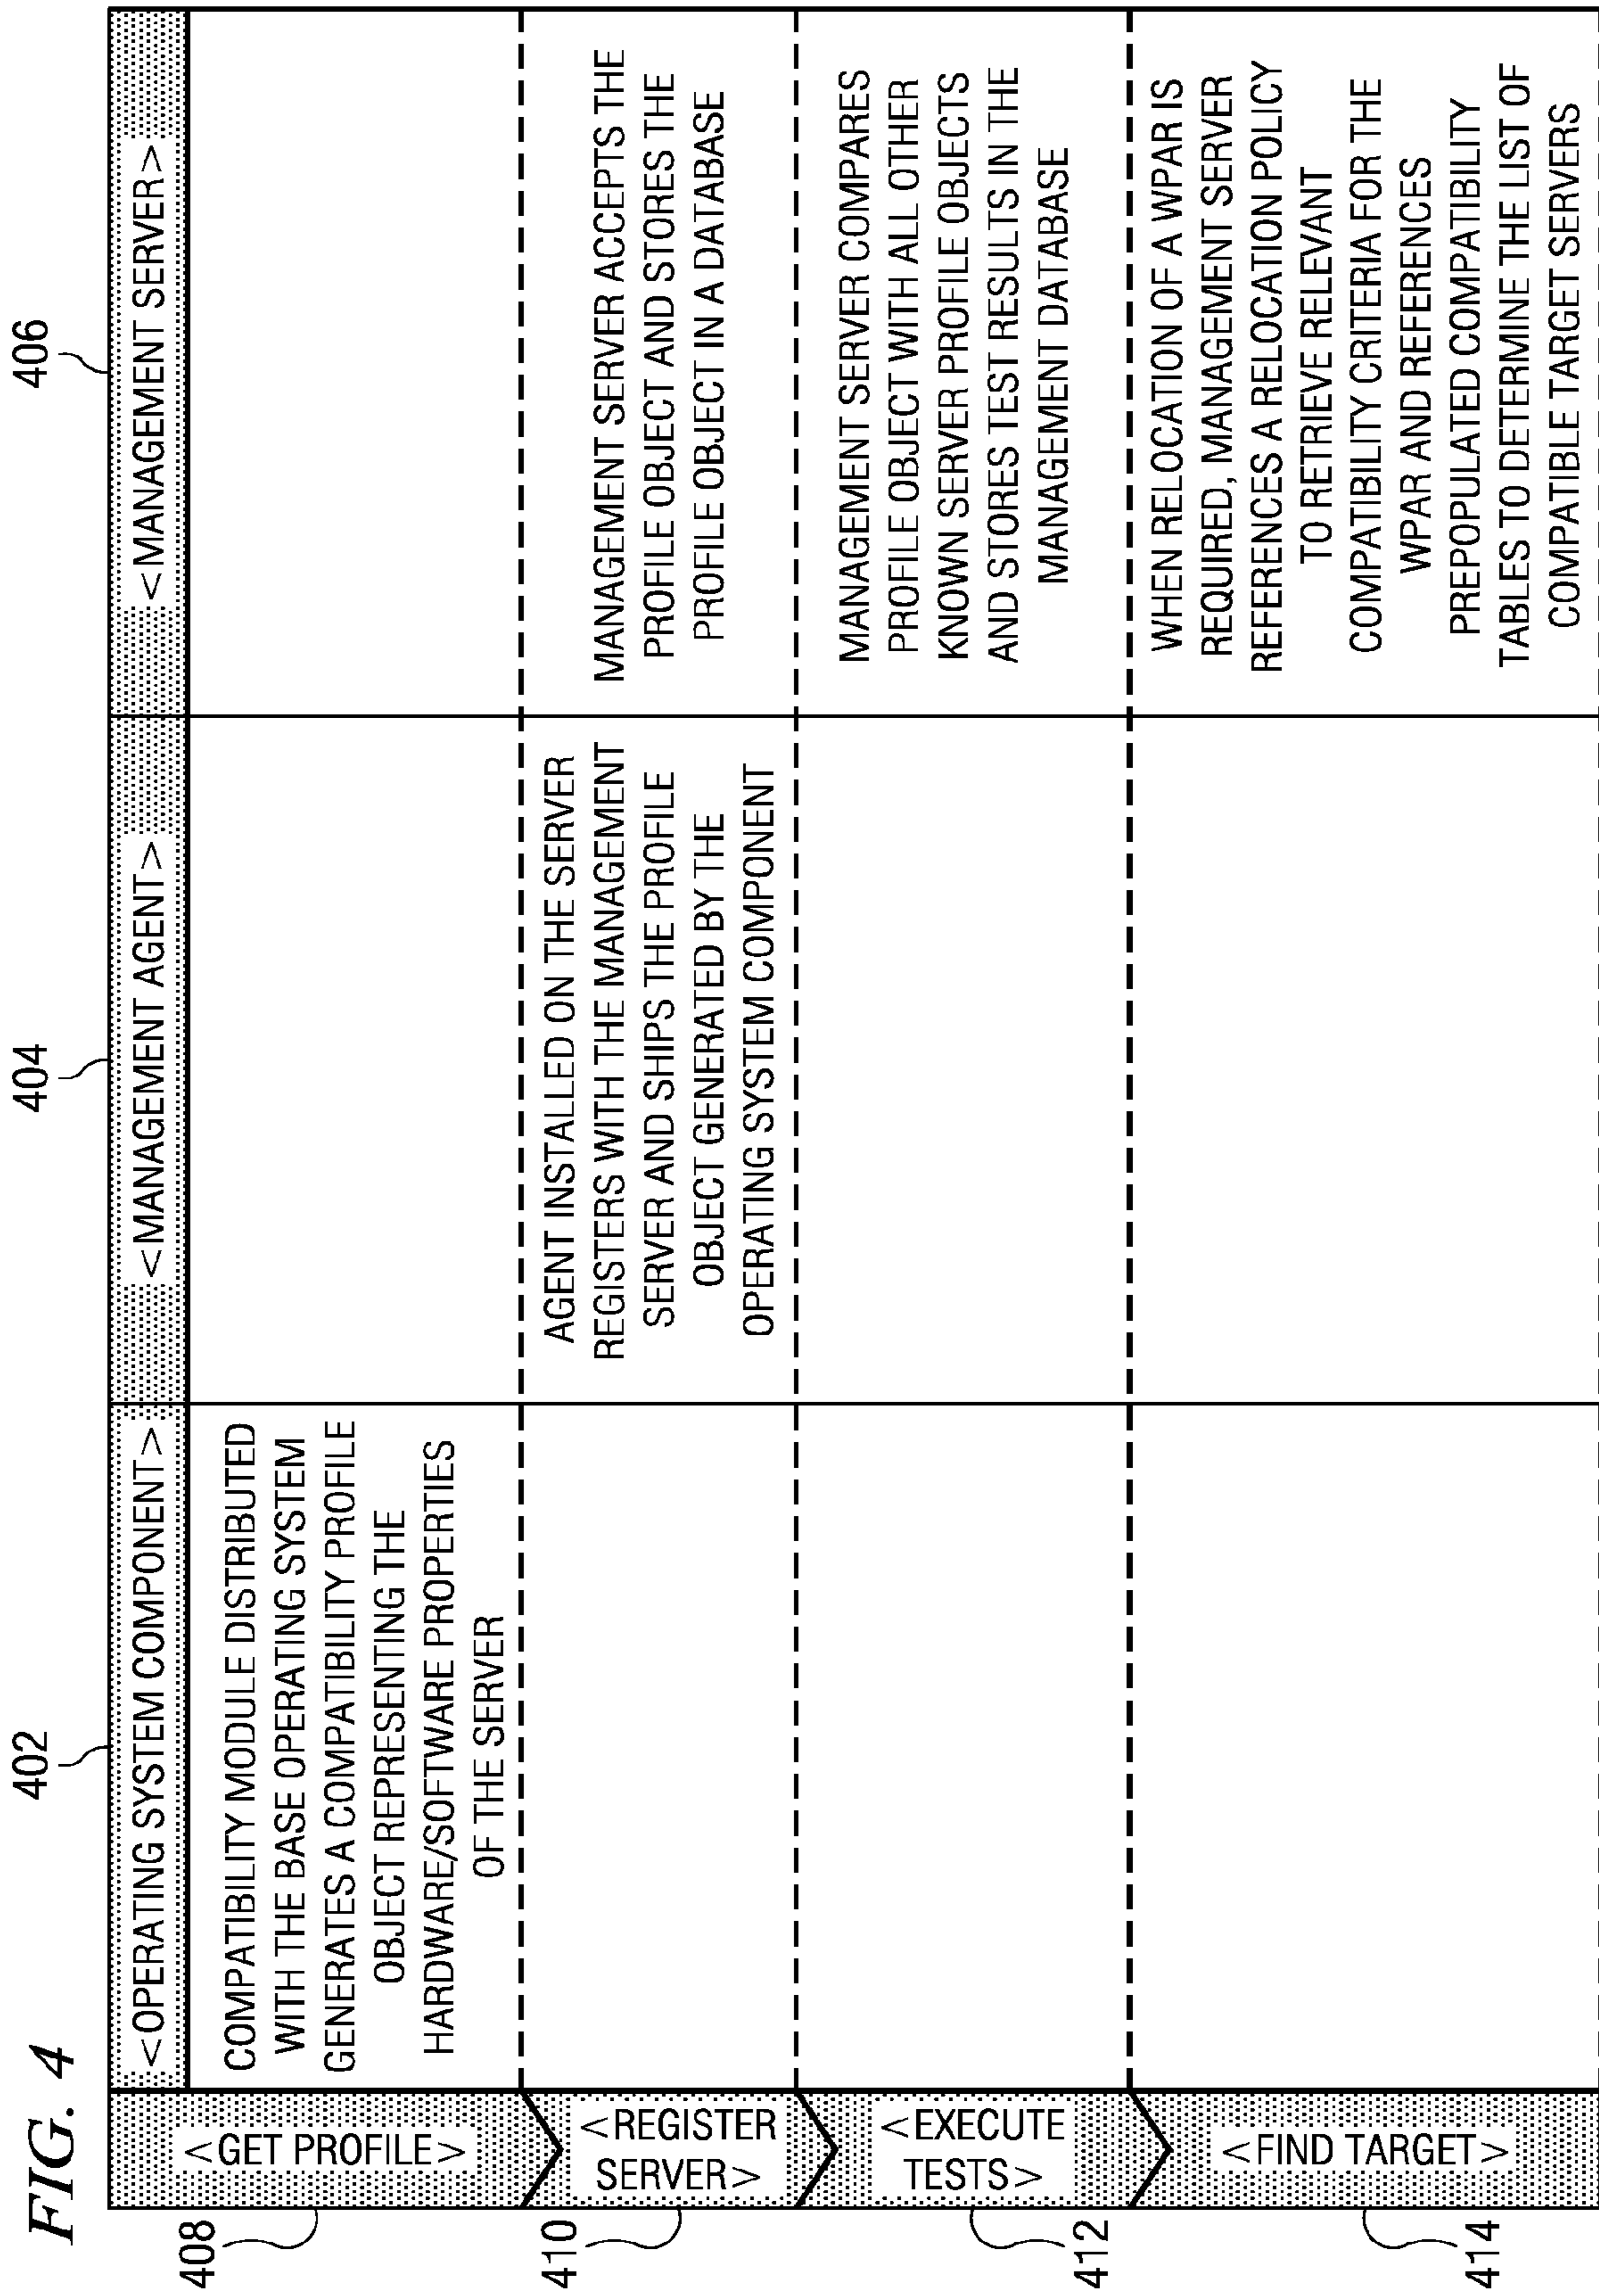 FIG. 4
402
404
406
<OPERATING SYSTEM COMPONENT>
<MANAGEMENT AGENT>
<MANAGEMENT SERVER>
408
<GET PROFILE>
COMPATIBILITY MODULE DISTRIBUTED
WITH THE BASE OPERATING SYSTEM
GENERATES A COMPATIBILITY PROFILE
OBJECT REPRESENTING THE
HARDWARE/SOFTWARE PROPERTIES
OF THE SERVER
410
<REGISTER
SERVER>
AGENT INSTALLED ON THE SERVER
REGISTERS WITH THE MANAGEMENT
SERVER AND SHIPS THE PROFILE
OBJECT GENERATED BY THE
OPERATING SYSTEM COMPONENT
MANAGEMENT SERVER ACCEPTS THE
PROFILE OBJECT AND STORES THE
PROFILE OBJECT IN A DATABASE
412
<EXECUTE
TESTS>
MANAGEMENT SERVER COMPARES
PROFILE OBJECT WITH ALL OTHER
KNOWN SERVER PROFILE OBJECTS
AND STORES TEST RESULTS IN THE
MANAGEMENT DATABASE
414
<FIND TARGET>
WHEN RELOCATION OF A WPAR IS
REQUIRED, MANAGEMENT SERVER
REFERENCES A RELOCATION POLICY
TO RETRIEVE RELEVANT
COMPATIBILITY CRITERIA FOR THE
WPAR AND REFERENCES
PREPOPULATED COMPATIBILITY
TABLES TO DETERMINE THE LIST OF
COMPATIBLE TARGET SERVERS